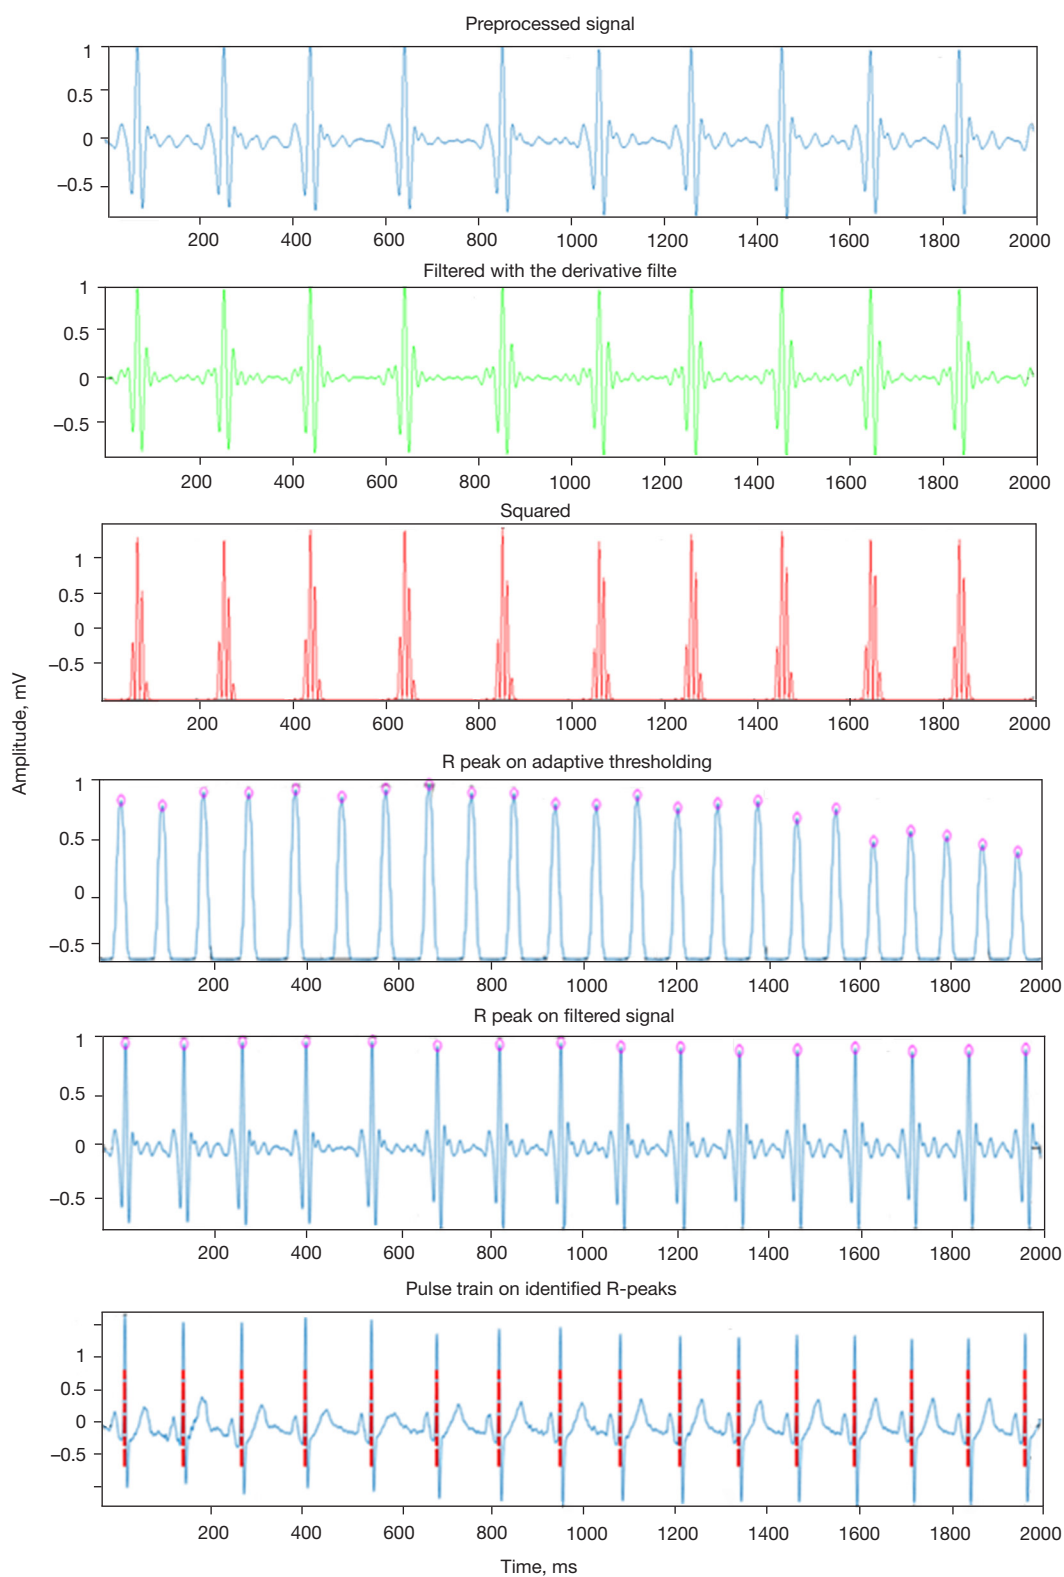 Preprocessed signal
1
0.5
0
–0.5
200 400 600 800 1000 1200 1400 1600 1800 2000
Filtered with the derivative filte
1
0.5
0
–0.5
200 400 600 800 1000 1200 1400 1600 1800 2000
Squared
1
0.5
0
–0.5
200 400 600 800 1000 1200 1400 1600 1800 2000
Amplitude, mV
R peak on adaptive thresholding
1
0.5
0
–0.5
200 400 600 800 1000 1200 1400 1600 1800 2000
R peak on filtered signal
1
0.5
0
–0.5
200 400 600 800 1000 1200 1400 1600 1800 2000
Pulse train on identified R-peaks
1
0.5
0
–0.5
200 400 600 800 1000 1200 1400 1600 1800 2000
Time, ms